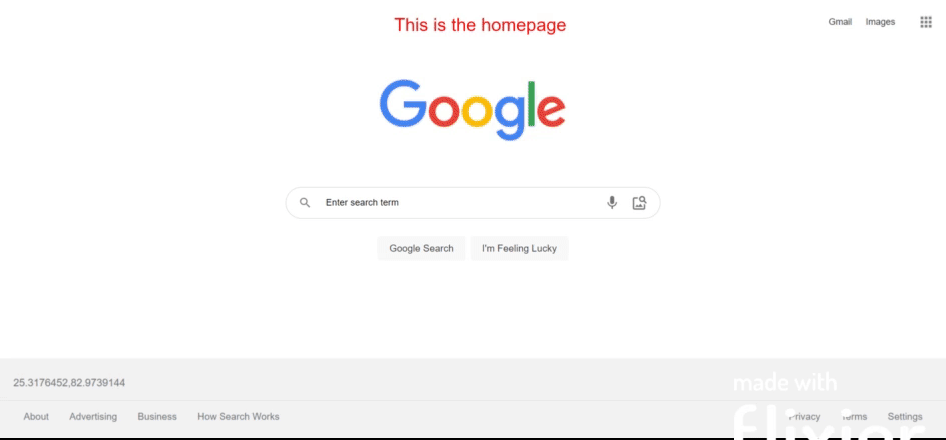 This is the homepage
Gmail Images
Google
Enter search term
Google Search I'm Feeling Lucky
25.3176452,82.9739144
made with
About Advertising Business How Search Works Privacy Terms Settings
flixier